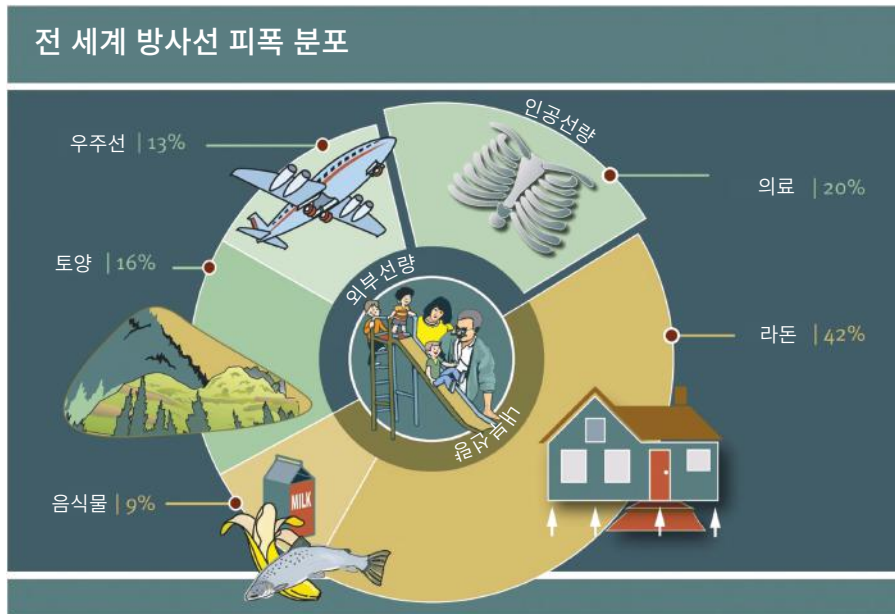 전 세계 방사선 피폭 분포
우주선 | 13%
인공선량
의료 | 20%
토양 | 16%
외부선량
라돈 | 42%
내부선량
음식물 | 9%
MILK